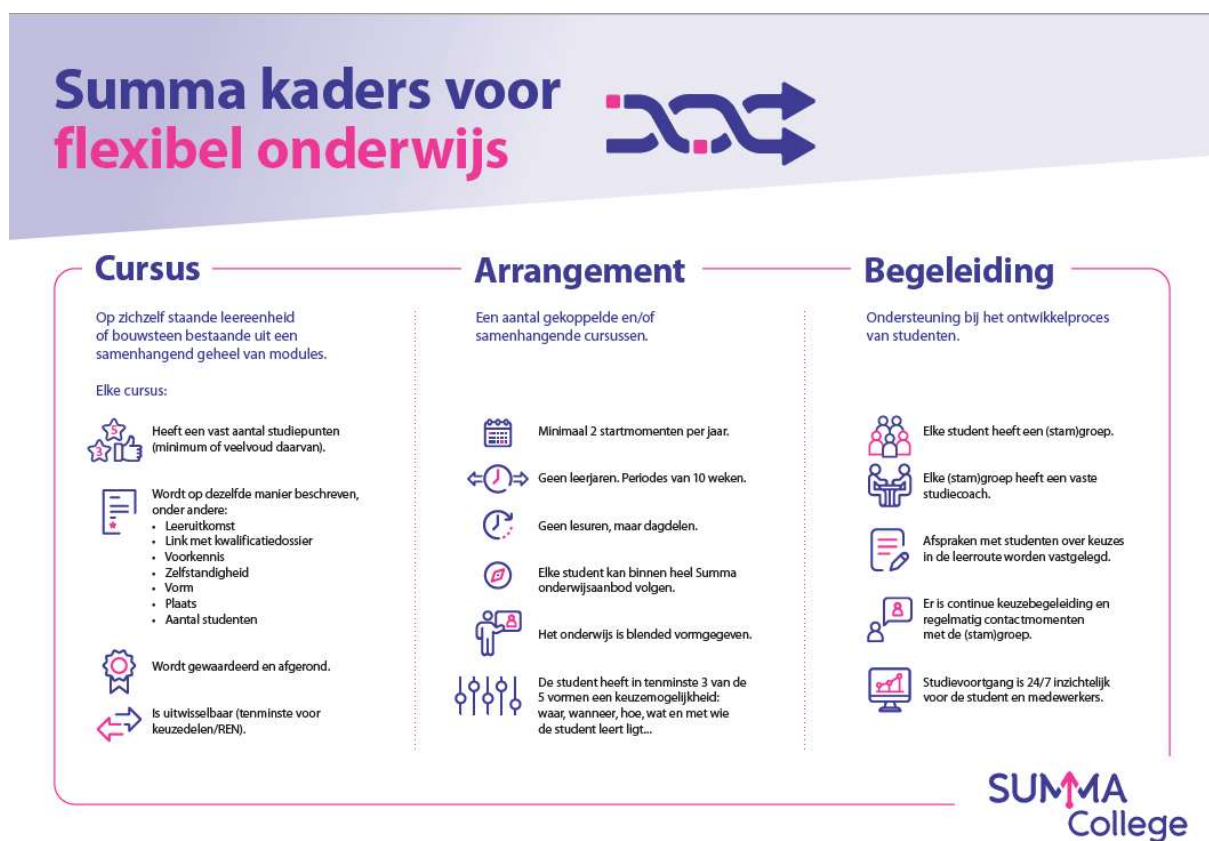 Summa kaders voor
flexibel onderwijs
Cursus
Op zichzelf staande leereenheid
of bouwsteen bestaande uit een
samenhangend geheel van modules.
Elke cursus:
5
3
Heeft een vast aantal studiepunten
(minimum of veelvoud daarvan).
Wordt op dezelfde manier beschreven,
onder andere:
• Leeruitkomst
• Link met kwalificatiedossier
• Voorkennis
• Zelfstandigheid
• Vorm
• Plaats
• Aantal studenten
Wordt gewaardeerd en afgerond.
Is uitwisselbaar (tenminste voor
keuzedelen/REN).
Arrangement
Een aantal gekoppelde en/of
samenhangende cursussen.
Minimaal 2 startmomenten per jaar.
Geen leerjaren. Periodes van 10 weken.
Geen lesuren, maar dagdelen.
Elke student kan binnen heel Summa
onderwijsaanbod volgen.
Het onderwijs is blended vormgegeven.
De student heeft in tenminste 3 van de
5 vormen een keuzemogelijkheid:
waar, wanneer, hoe, wat en met wie
de student leert ligt...
Begeleiding
Ondersteuning bij het ontwikkelproces
van studenten.
Elke student heeft een (stam)groep.
Elke (stam)groep heeft een vaste
studiecoach.
Afspraken met studenten over keuzes
in de leerroute worden vastgelegd.
Er is continue keuzebegeleiding en
regelmatig contactmomenten
met de (stam)groep.
Studievoortgang is 24/7 inzichtelijk
voor de student en medewerkers.
SUMMA
College